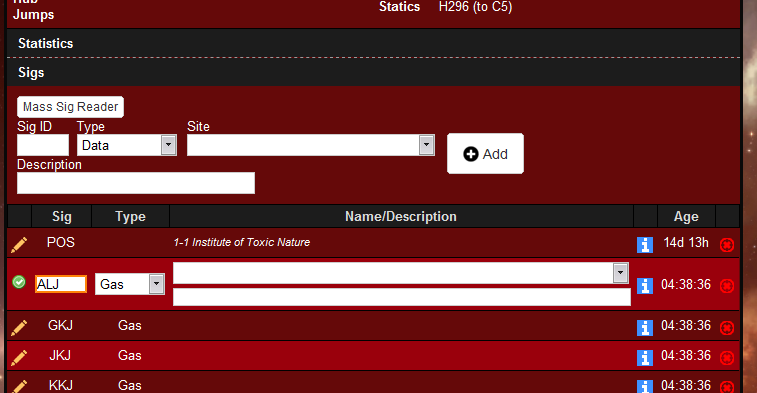 Hub
Jumps
Statics H296 (to C5)
Statistics
Sigs
Mass Sig Reader
Sig ID Type Site
Data
Add
Description
Sig Type Name/Description Age
POS 1-1 Institute of Toxic Nature 14d 13h
ALJ Gas 04:38:36
GKJ Gas 04:38:36
JKJ Gas 04:38:36
KKJ Gas 04:38:36